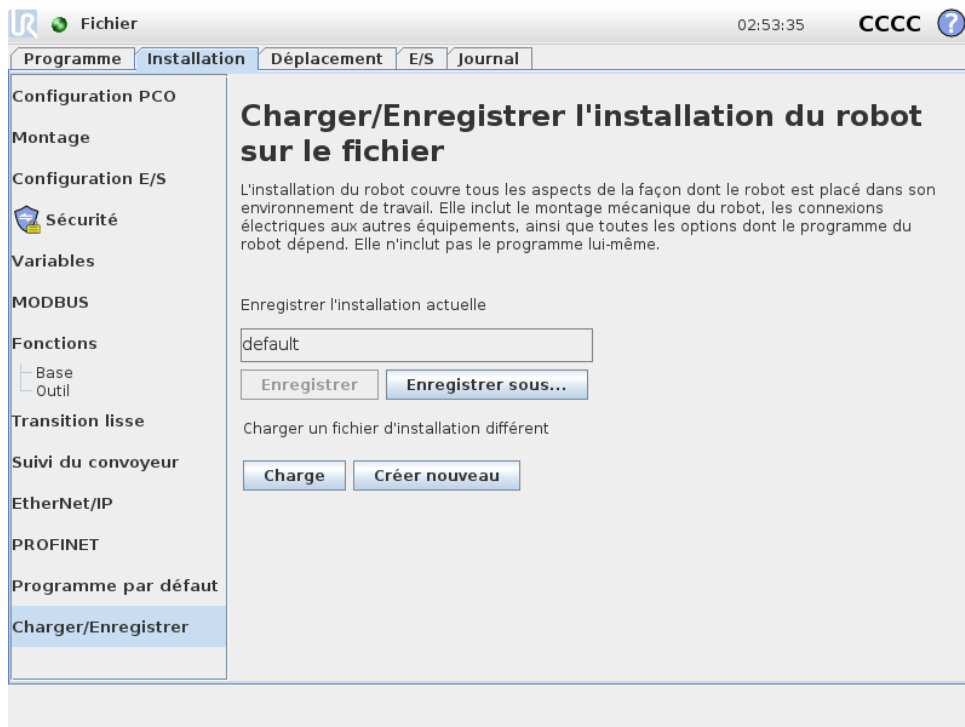 UR Fichier 02:53:35 CCCC ?
Programme Installation Déplacement E/S Journal
Configuration PCO
Montage
Configuration E/S
Sécurité
Variables
MODBUS
Fonctions
Base
Outil
Transition lisse
Suivi du convoyeur
EtherNet/IP
PROFINET
Programme par défaut
Charger/Enregistrer
Charger/Enregistrer l'installation du robot
sur le fichier
L'installation du robot couvre tous les aspects de la façon dont le robot est placé dans son
environnement de travail. Elle inclut le montage mécanique du robot, les connexions
électriques aux autres équipements, ainsi que toutes les options dont le programme du
robot dépend. Elle n'inclut pas le programme lui-même.
Enregistrer l'installation actuelle
default
Enregistrer Enregistrer sous...
Charger un fichier d'installation différent
Charge Créer nouveau